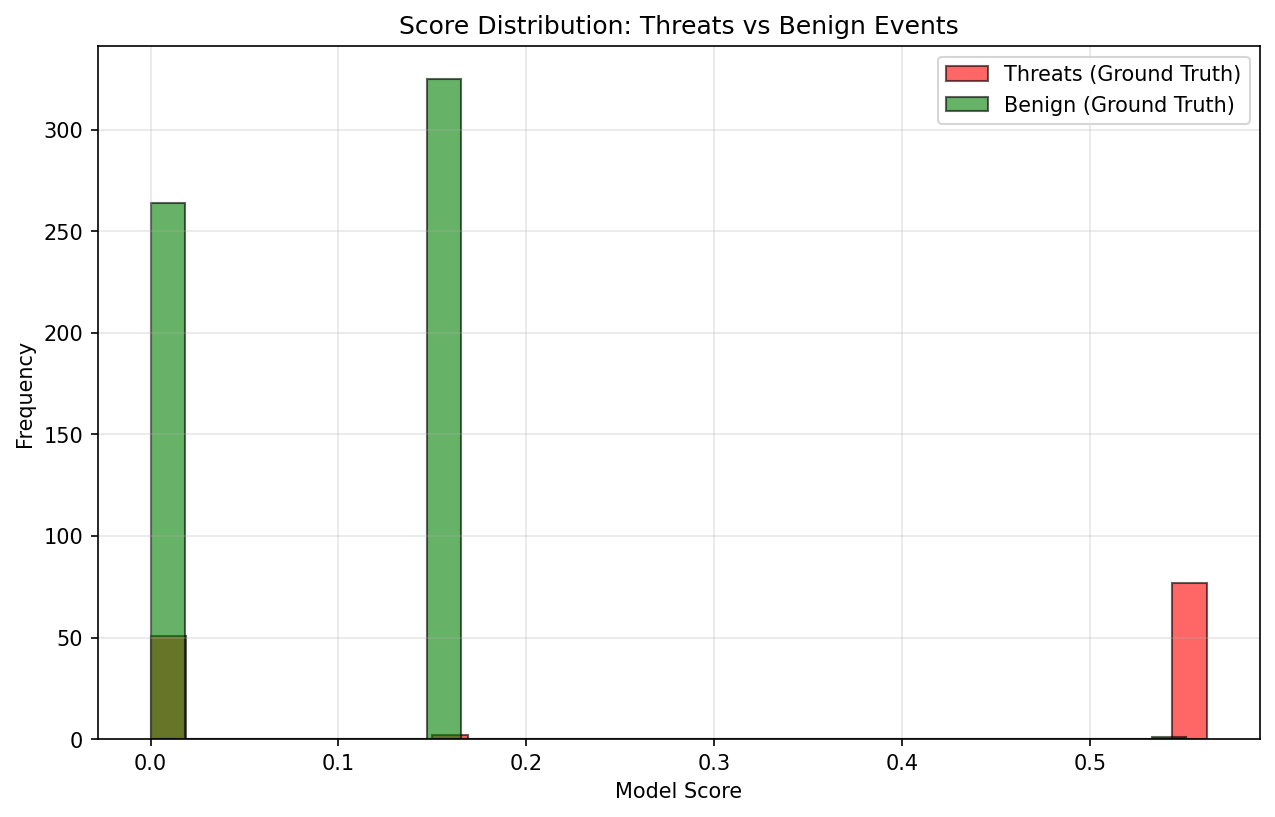 Score Distribution: Threats vs Benign Events
Threats (Ground Truth)
Benign (Ground Truth)
Frequency
300
250
200
150
100
50
0
0.0 0.1 0.2 0.3 0.4 0.5
Model Score